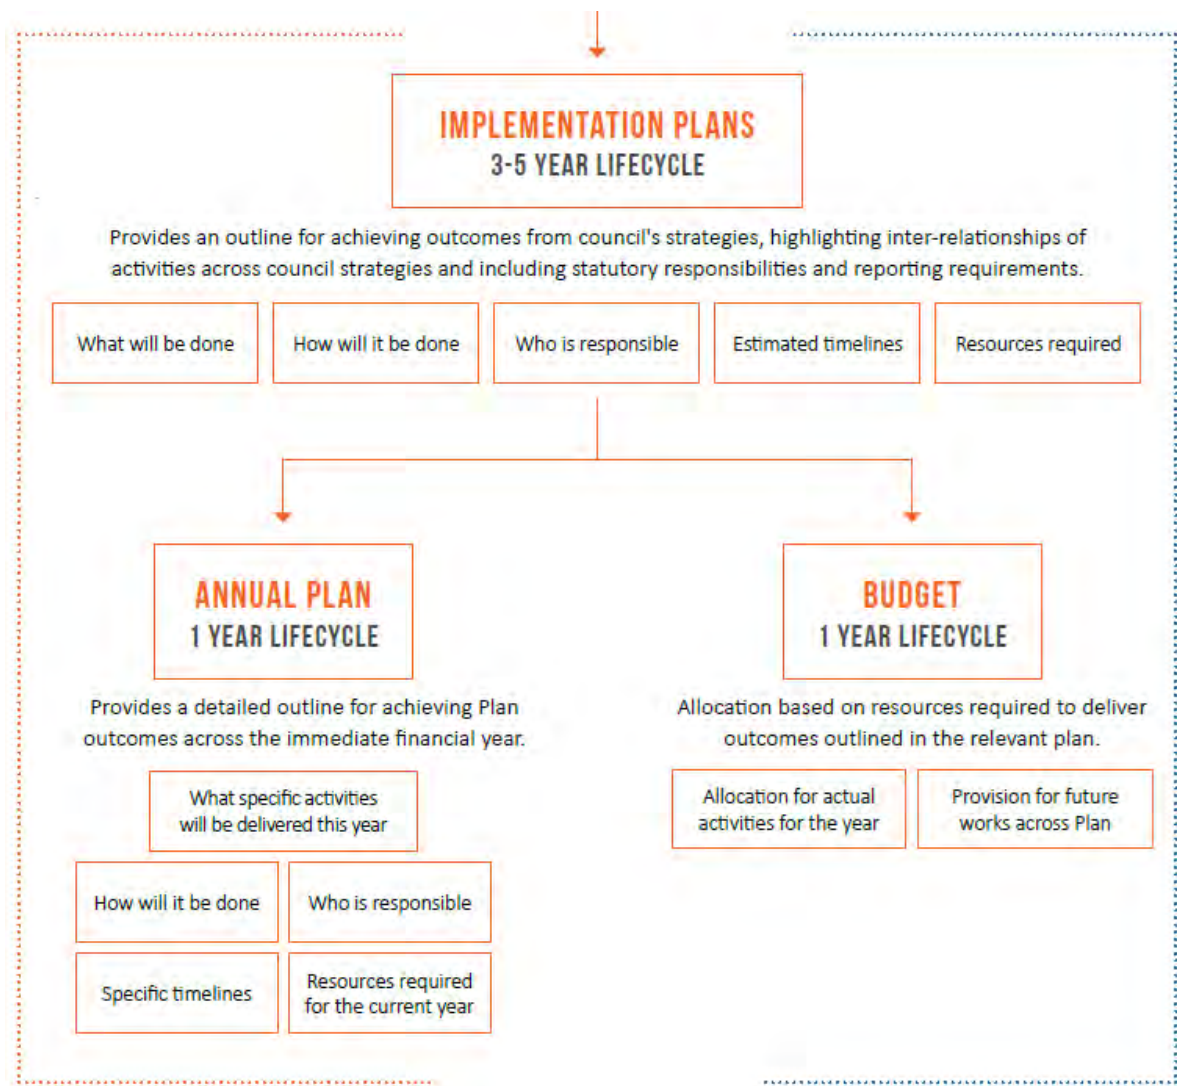 IMPLEMENTATION PLANS
3-5 YEAR LIFECYCLE
Provides an outline for achieving outcomes from council's strategies, highlighting inter-relationships of
activities across council strategies and including statutory responsibilities and reporting requirements.
What will be done
How will it be done
Who is responsible
Estimated timelines
Resources required
ANNUAL PLAN
1 YEAR LIFECYCLE
Provides a detailed outline for achieving Plan
outcomes across the immediate financial year.
What specific activities
will be delivered this year
How will it be done
Who is responsible
Specific timelines
Resources required
for the current year
BUDGET
1 YEAR LIFECYCLE
Allocation based on resources required to deliver
outcomes outlined in the relevant plan.
Allocation for actual
activities for the year
Provision for future
works across Plan